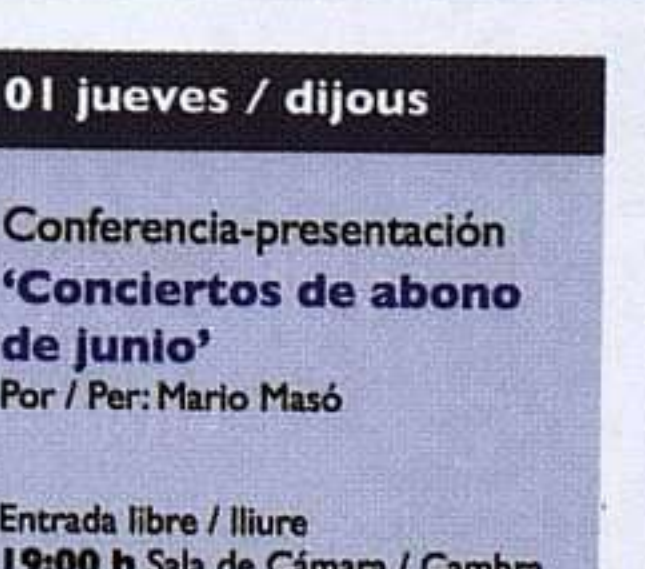 01 jueves / dijous
Conferencia-presentación
‘Conciertos de abono
de junio’
Por / Per: Mario Masó
Entrada libre / lliure
19:00 h Sala de Cámara / Cambra